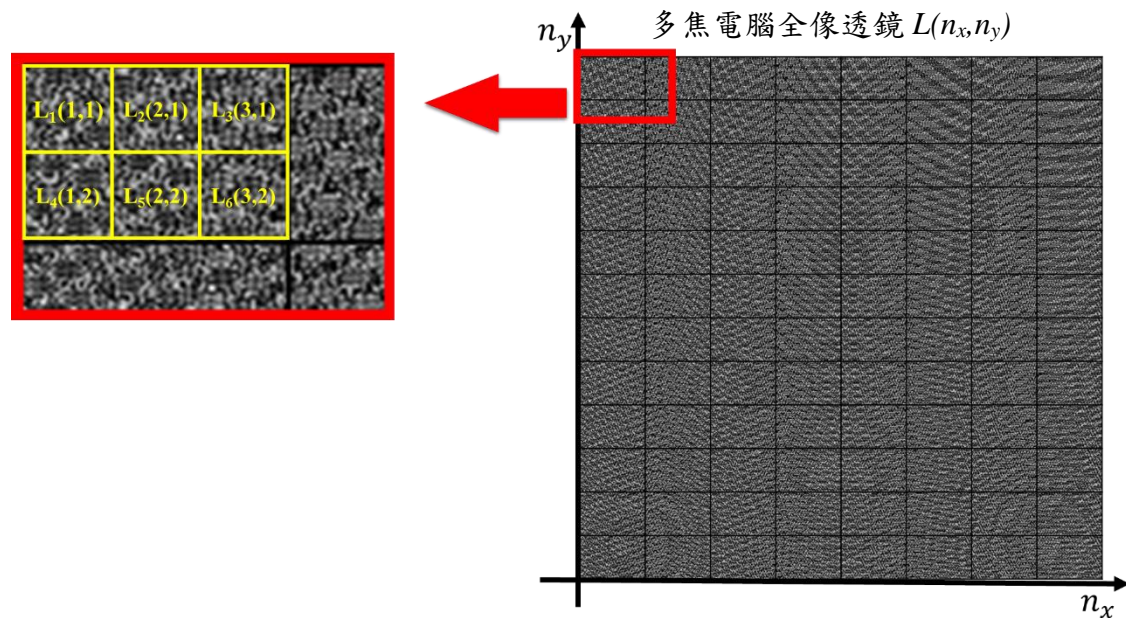 多焦電腦全像透鏡 L(nx,ny)
ny
L1(1,1) L2(2,1) L3(3,1)
L4(1,2) L5(2,2) L6(3,2)
nx